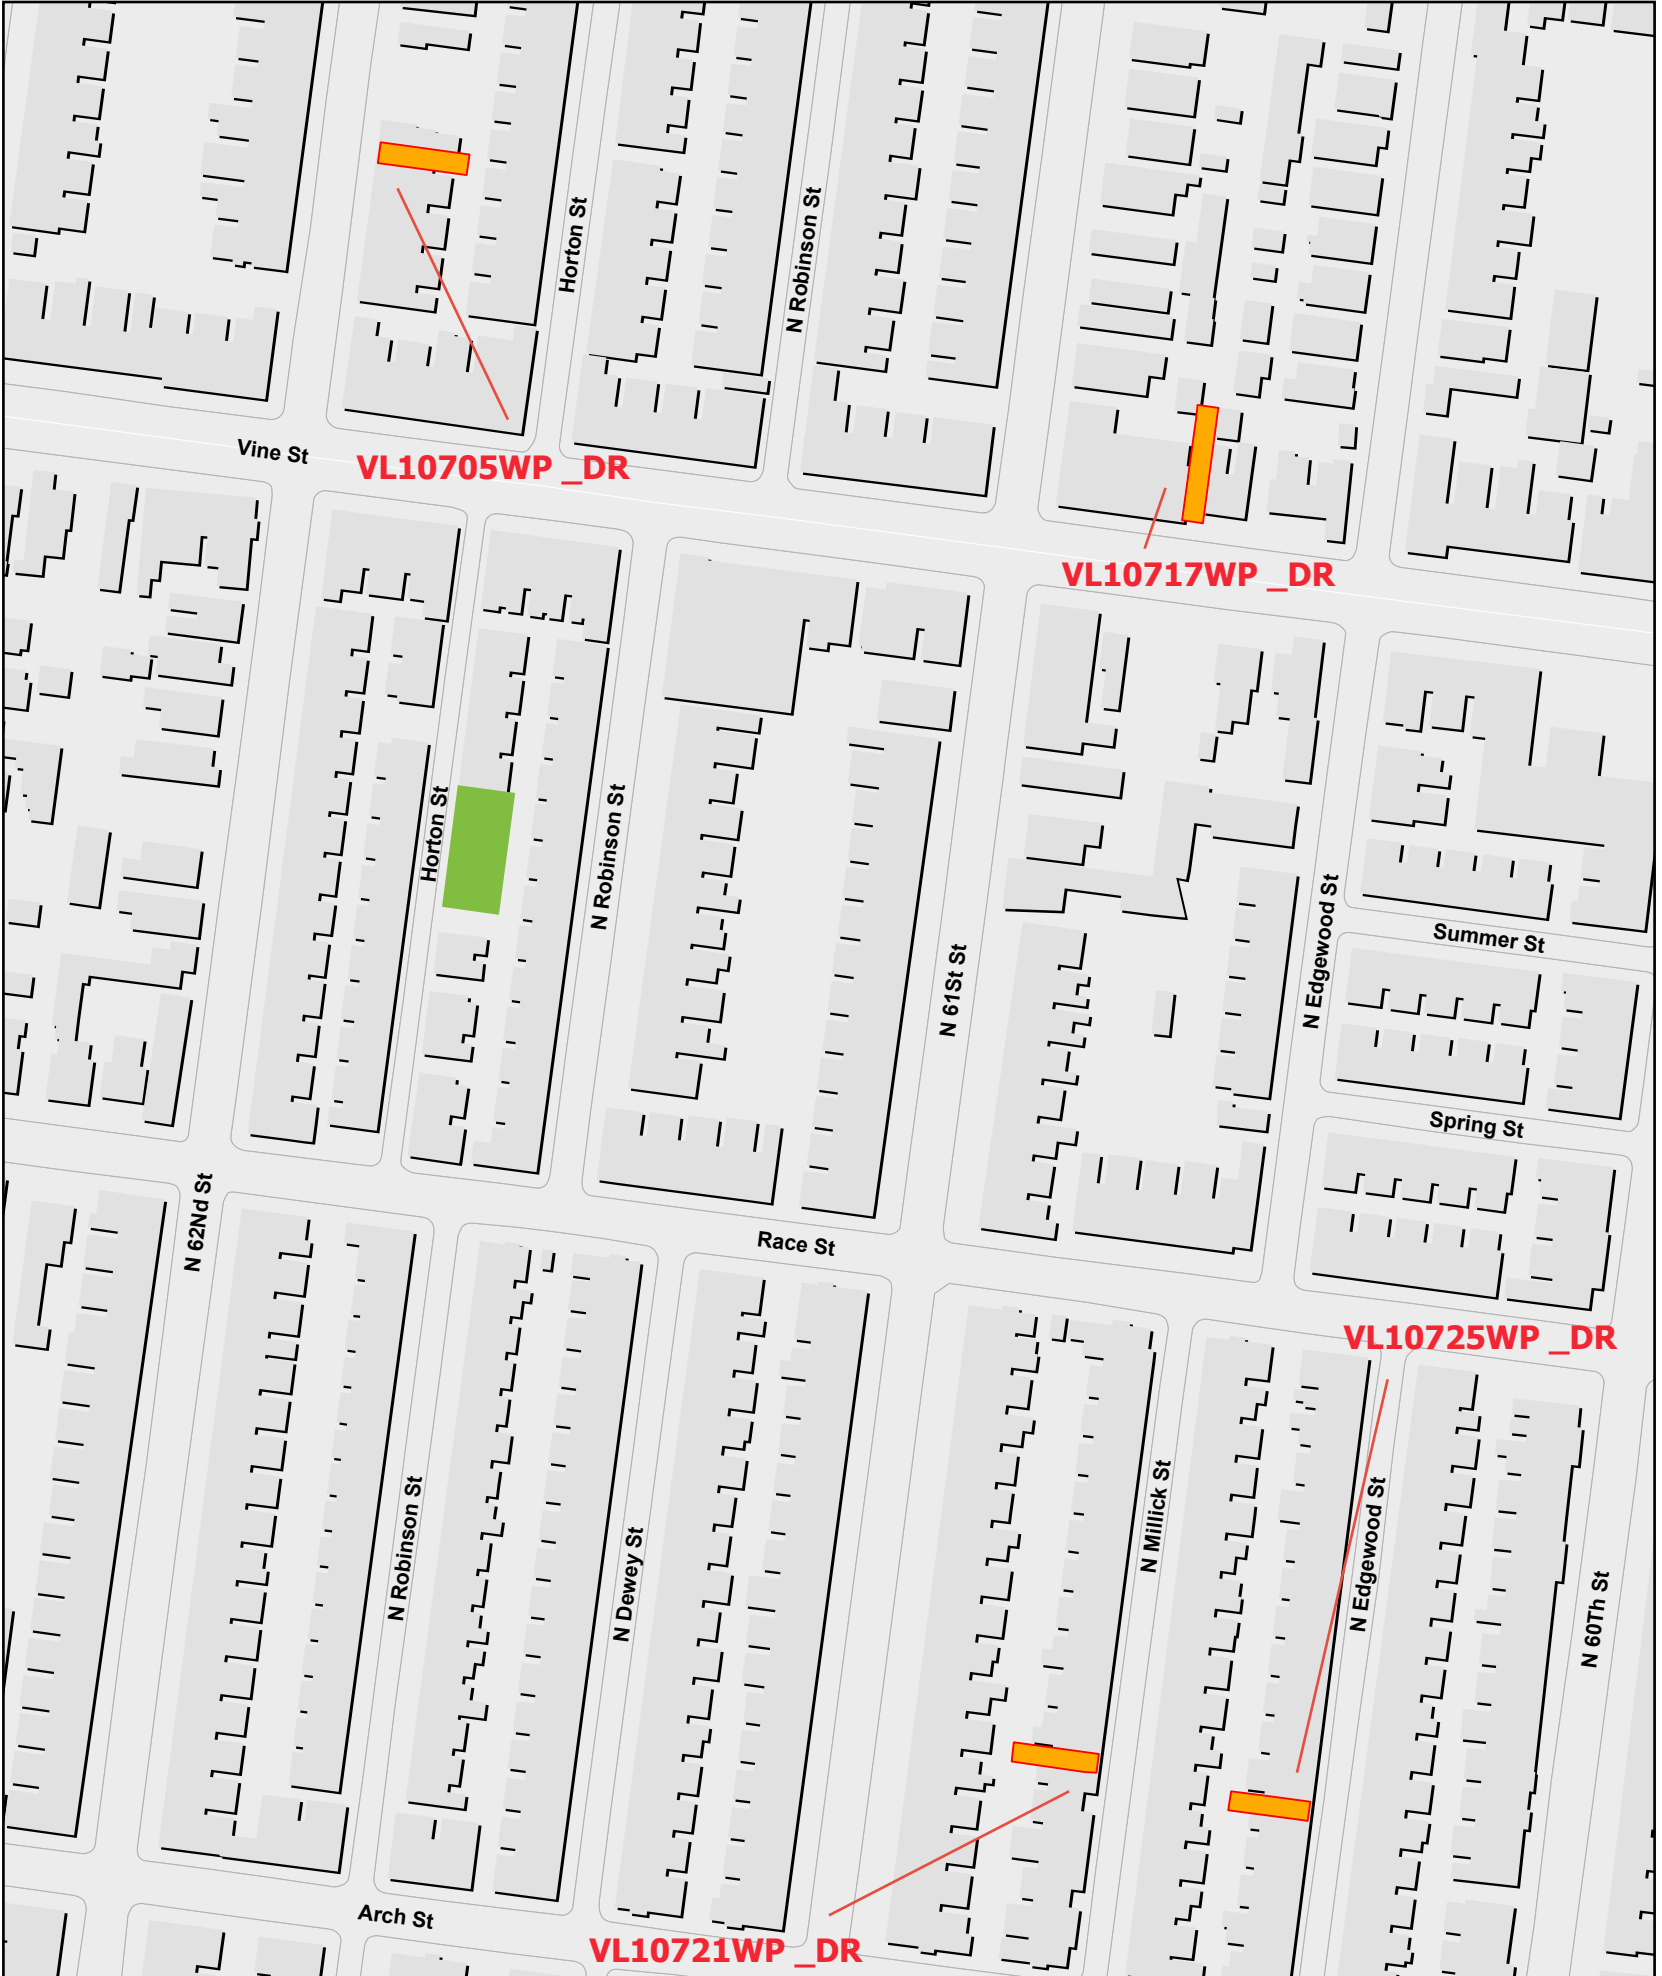 Horton St
N Robinson St
Vine St
VL10705WP _DR
VL10717WP _DR
Horton St
N Robinson St
N 61St St
N Edgewood St
Summer St
Spring St
N 62Nd St
Race St
VL10725WP _DR
N Robinson St
N Dewey St
N Millick St
N Edgewood St
N 60Th St
Arch St
VL10721WP _DR